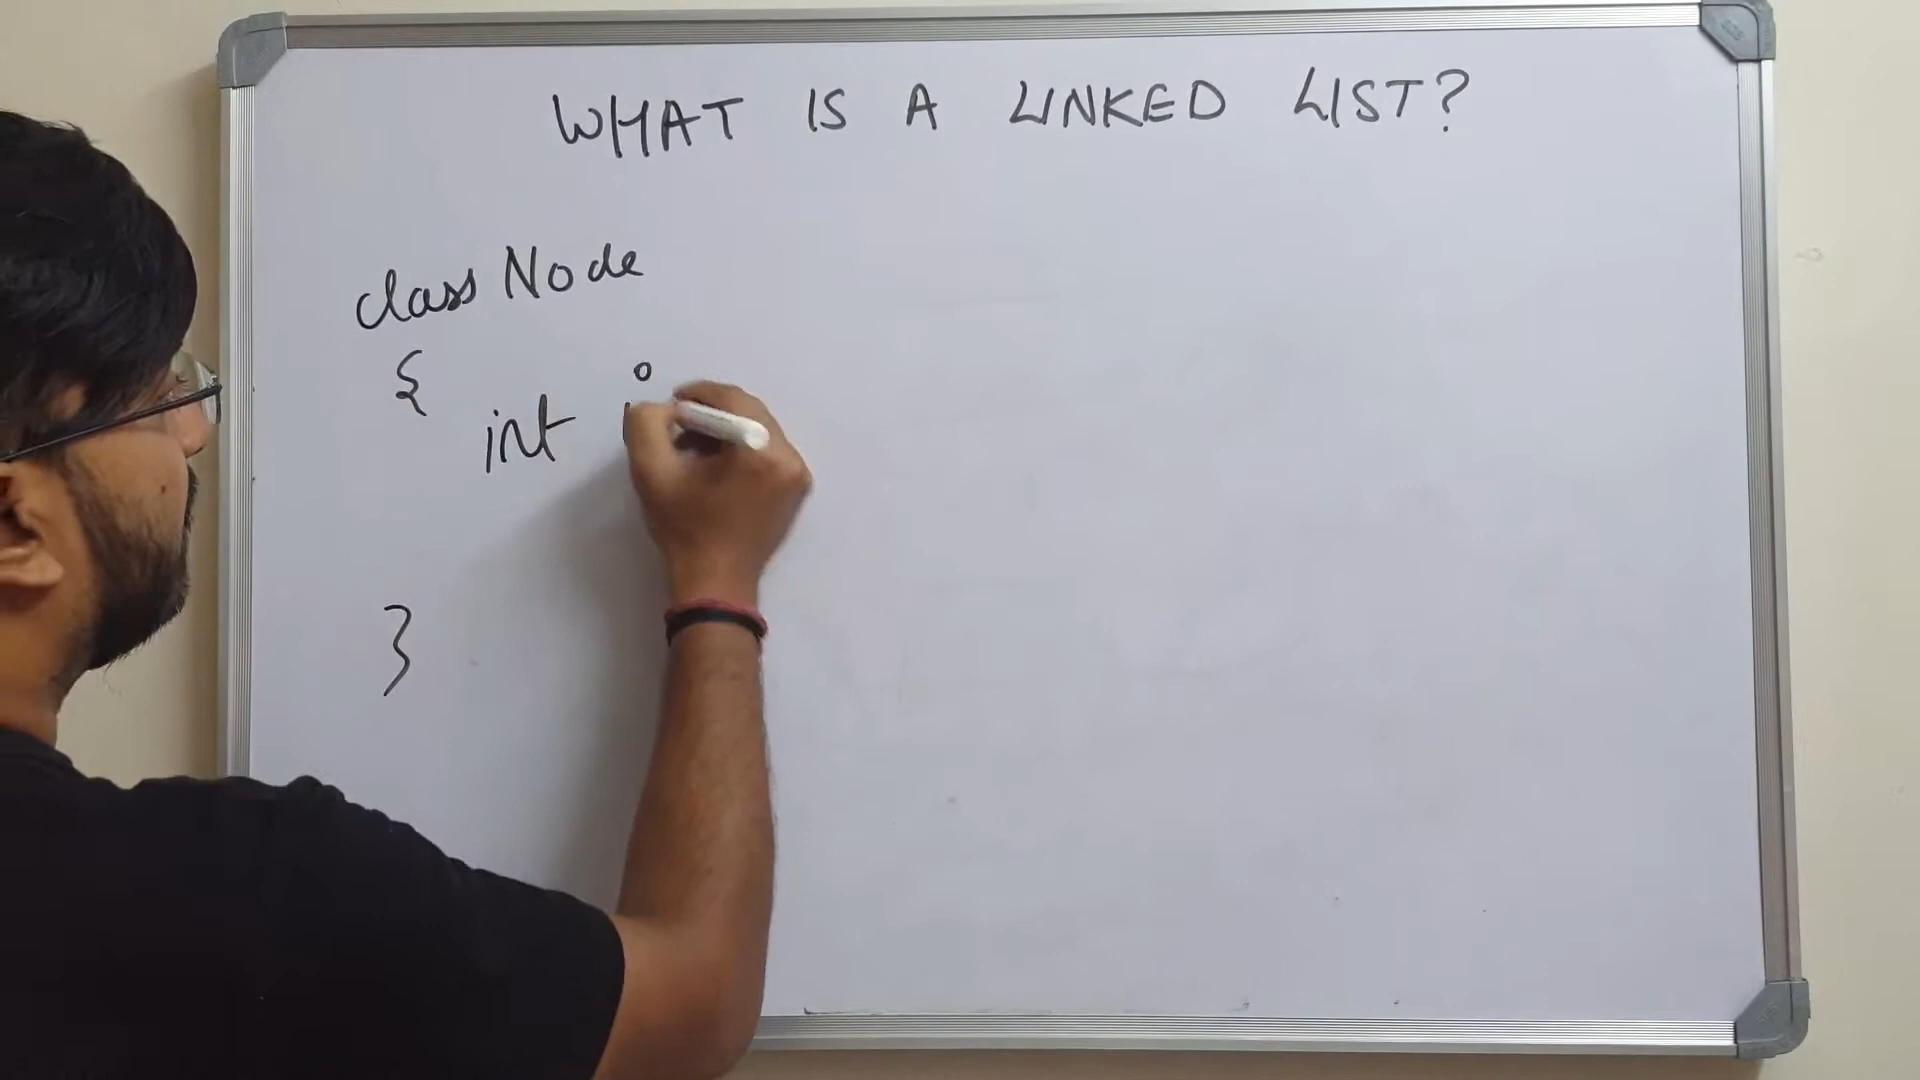 WHAT IS A LINKED LIST?
class Node
{
int i
}